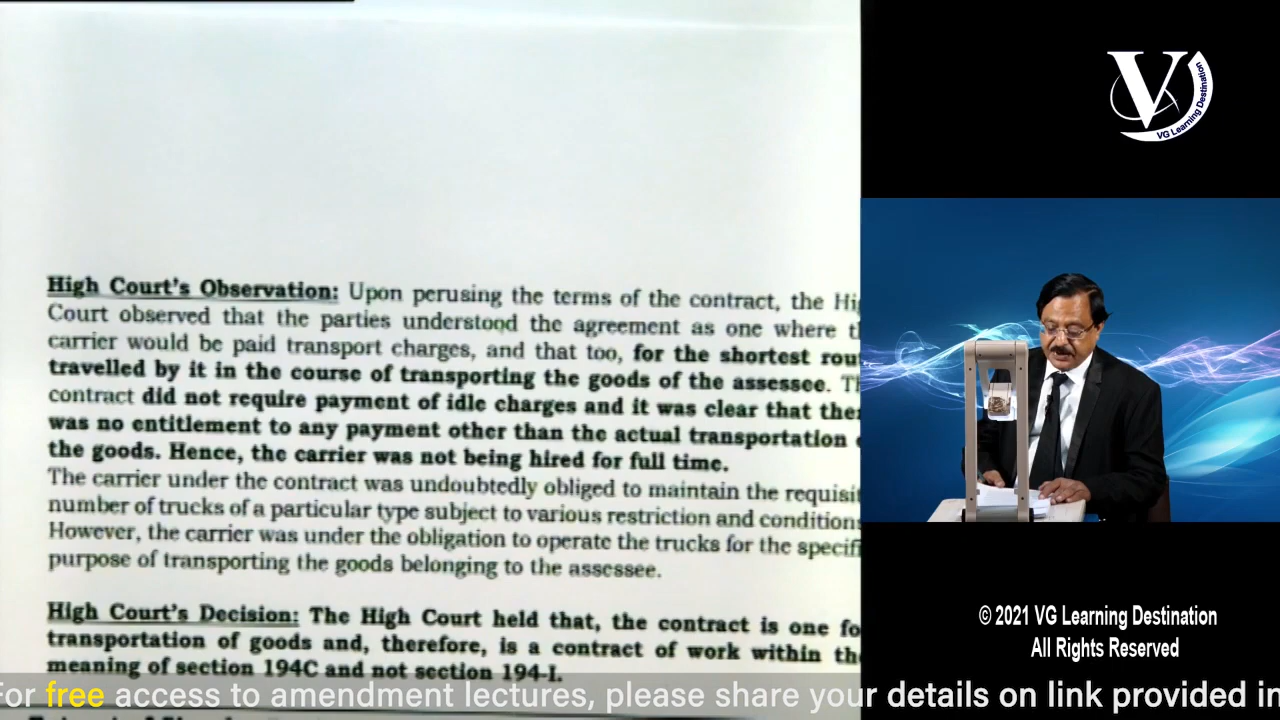 High Court's Observation: Upon perusing the terms of the contract, the Hig
Court observed that the parties understood the agreement as one where th
carrier would be paid transport charges, and that too, for the shortest rout
travelled by it in the course of transporting the goods of the assessee. Th
contract did not require payment of idle charges and it was clear that ther
was no entitlement to any payment other than the actual transportation
the goods. Hence, the carrier was not being hired for full time.
The carrier under the contract was undoubtedly obliged to maintain the requisit
number of trucks of a particular type subject to various restriction and conditions
However, the carrier was under the obligation to operate the trucks for the specifi
purpose of transporting the goods belonging to the assessee.
High Court's Decision: The High Court held that, the contract is one fo
transportation of goods and, therefore, is a contract of work within the
meaning of section 194C and not section 194-I.
For free access to amendment lectures, please share your details on link provided in
V
VG Learning Destination
© 2021 VG Learning Destination
All Rights Reserved